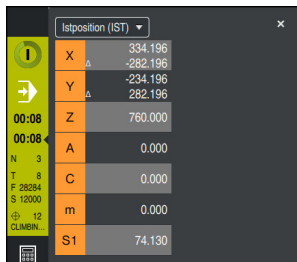 Istposition (IST)
X 334.196
Δ -282.196
Y -234.196
Δ 282.196
Z 760.000
A 0.000
C 0.000
m 0.000
S1 74.130
00:08
00:08
N 3
T 8
F 28284
S 12000
12
CLIMBIN...